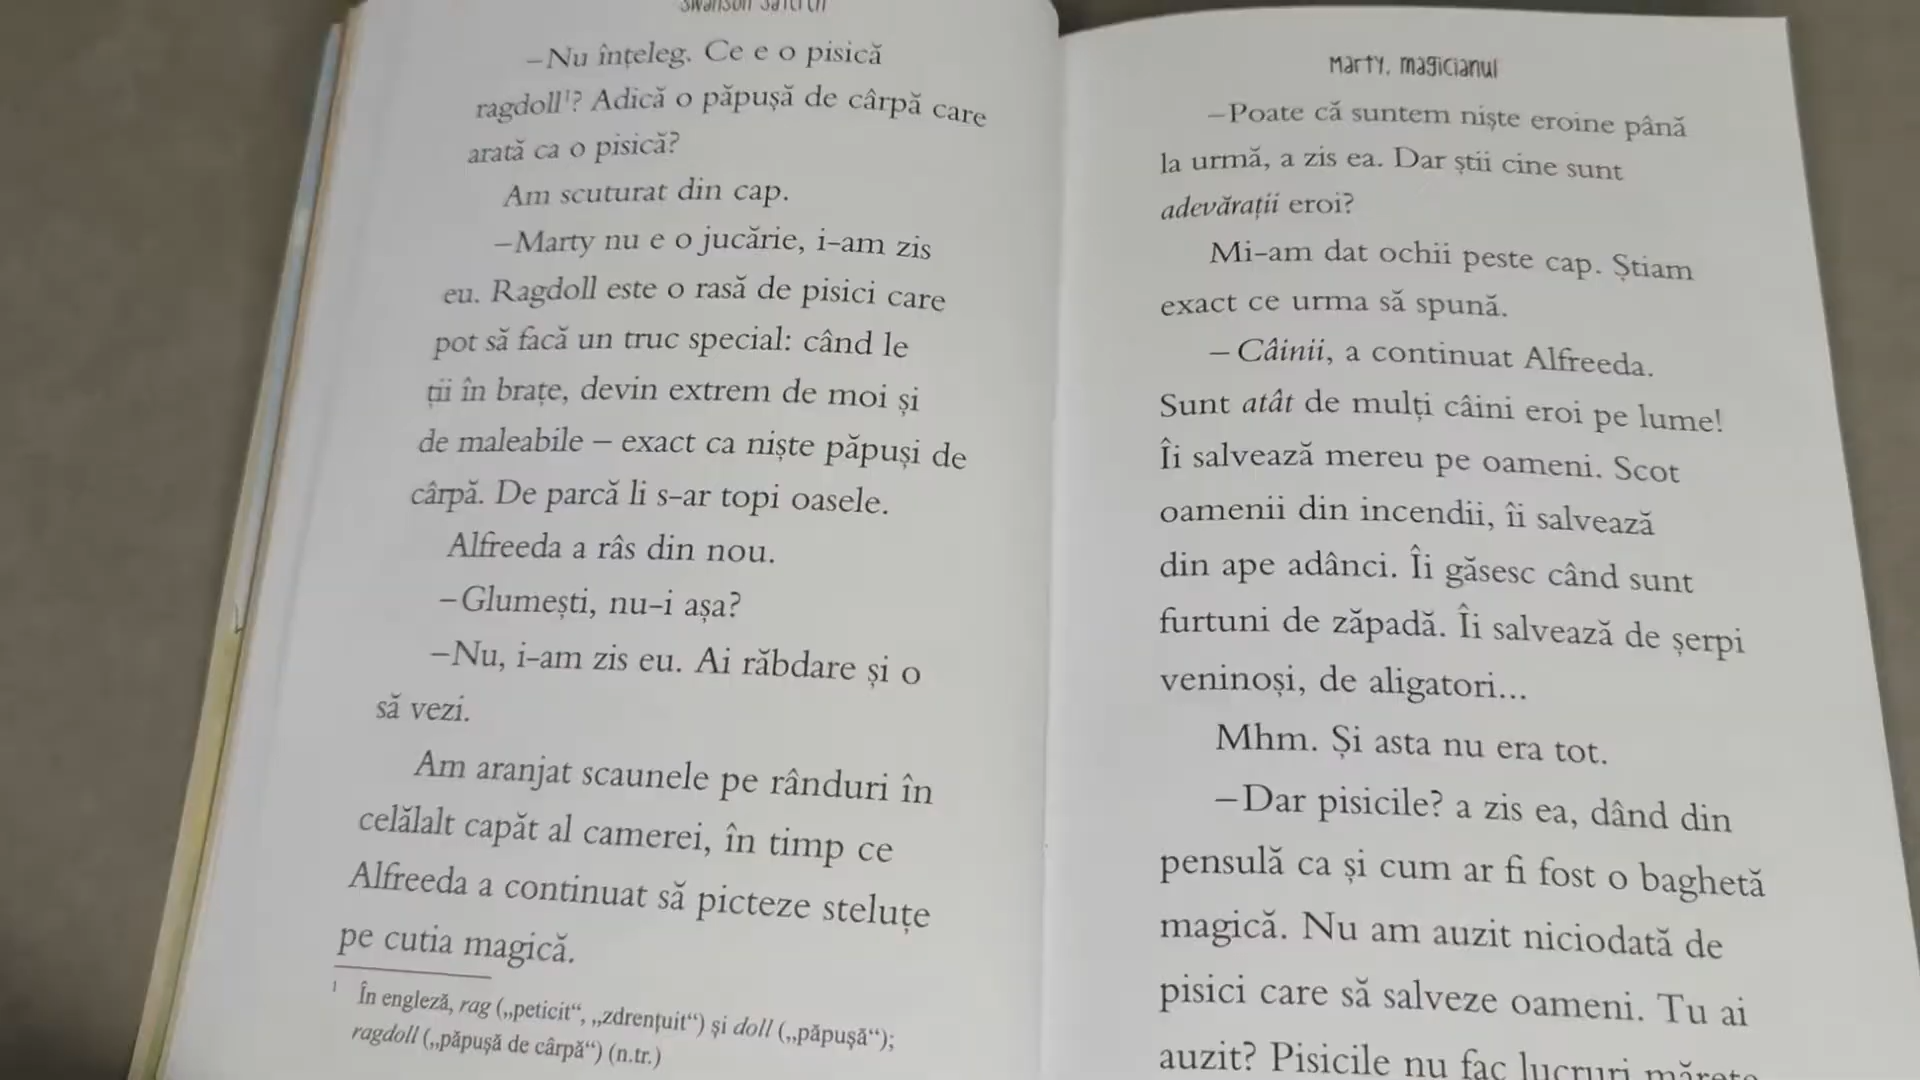 –Nu înțeleg. Ce e o pisică
ragdoll¹? Adică o păpușă de cârpă care
arată ca o pisică?
Am scuturat din cap.
–Marty nu e o jucărie, i-am zis
eu. Ragdoll este o rasă de pisici care
pot să facă un truc special: când le
ții în brațe, devin extrem de moi și
de maleabile – exact ca niște păpuși de
cârpă. De parcă li s-ar topi oasele.
Alfreeda a râs din nou.
–Glumești, nu-i așa?
–Nu, i-am zis eu. Ai răbdare și o
să vezi.
Am aranjat scaunele pe rânduri în
celălalt capăt al camerei, în timp ce
Alfreeda a continuat să picteze steluțe
pe cutia magică.
¹ În engleză, rag („peticit“, „zdrențuit“) și doll („păpușă“);
ragdoll („păpușă de cârpă“) (n.tr.)
Marty, magicianul
–Poate că suntem niște eroine până
la urmă, a zis ea. Dar știi cine sunt
adevărații eroi?
Mi-am dat ochii peste cap. Știam
exact ce urma să spună.
– Câinii, a continuat Alfreeda.
Sunt atât de mulți câini eroi pe lume!
Îi salvează mereu pe oameni. Scot
oamenii din incendii, îi salvează
din ape adânci. Îi găsesc când sunt
furtuni de zăpadă. Îi salvează de șerpi
veninoși, de aligatori...
Mhm. Și asta nu era tot.
–Dar pisicile? a zis ea, dând din
pensulă ca și cum ar fi fost o baghetă
magică. Nu am auzit niciodată de
pisici care să salveze oameni. Tu ai
auzit? Pisicile nu fac lucruri mărețe